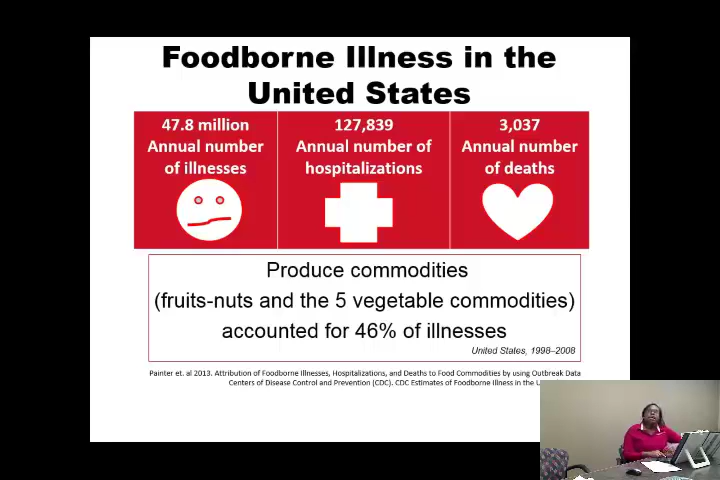 Foodborne Illness in the
United States
47.8 million
Annual number
of illnesses
127,839
Annual number of
hospitalizations
3,037
Annual number
of deaths
Produce commodities
(fruits-nuts and the 5 vegetable commodities)
accounted for 46% of illnesses
United States, 1998–2008
Painter et. al 2013. Attribution of Foodborne Illnesses, Hospitalizations, and Deaths to Food Commodities by using Outbreak Data
Centers of Disease Control and Prevention (CDC). CDC Estimates of Foodborne Illness in the